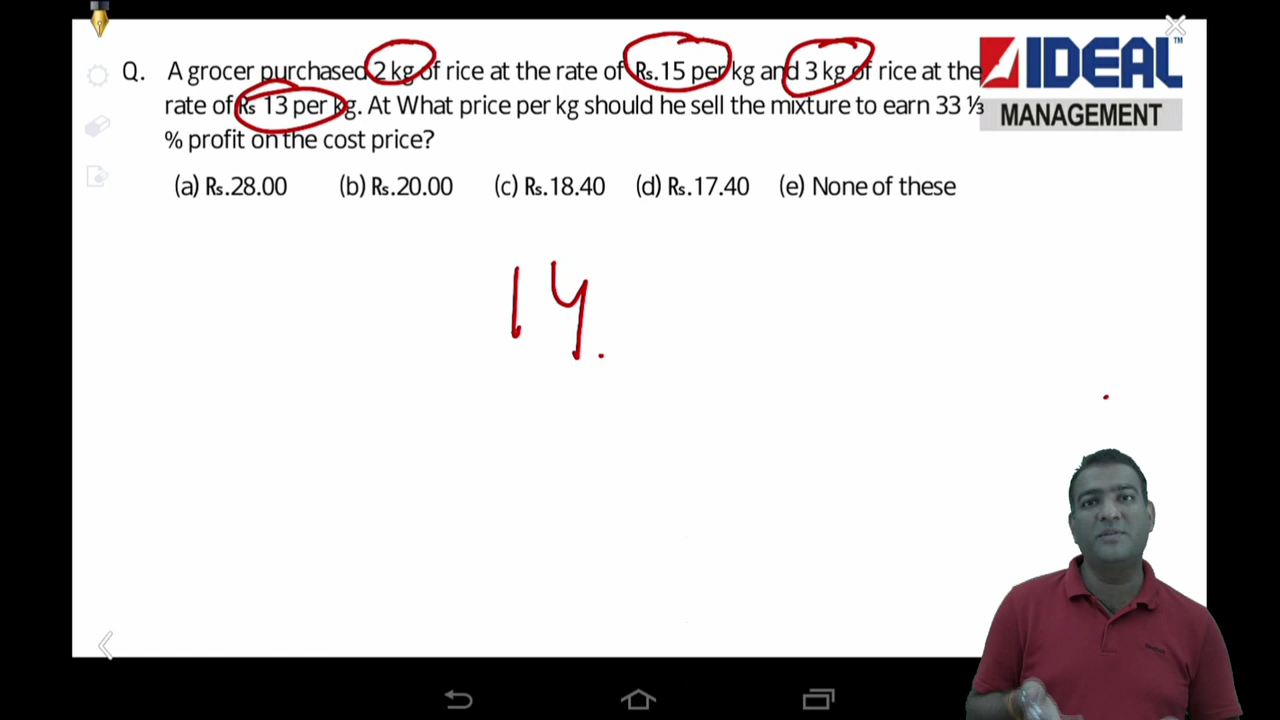 Q. A grocer purchased 2 kg of rice at the rate of Rs.15 per kg and 3 kg of rice at the
rate of Rs 13 per kg. At What price per kg should he sell the mixture to earn 33 ⅓
% profit on the cost price?
(a) Rs.28.00 (b) Rs.20.00 (c) Rs.18.40 (d) Rs.17.40 (e) None of these
IDEAL™
MANAGEMENT
14.